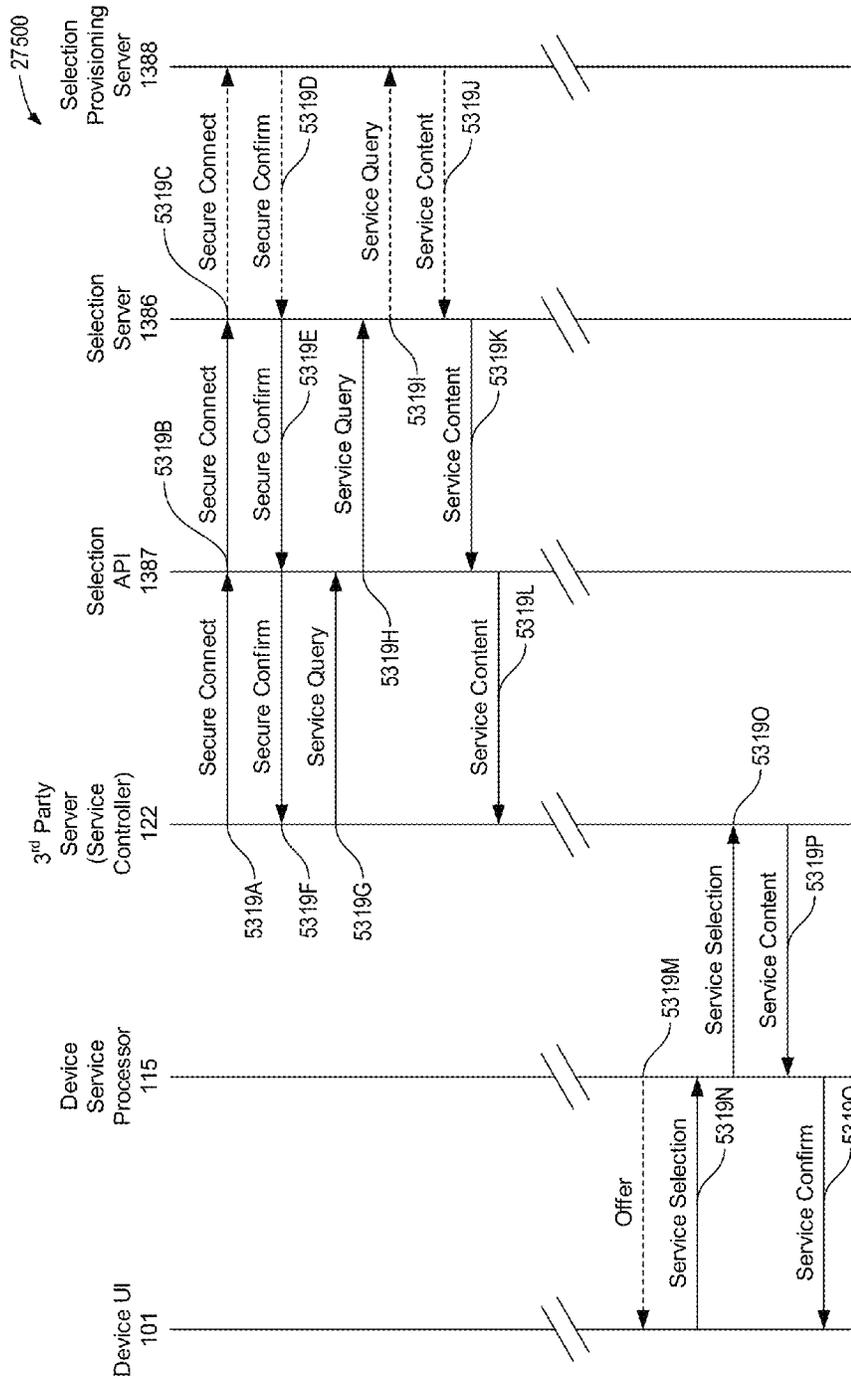 27500
Device UI
101
Device
Service
Processor
115
3rd Party
Server
(Service
Controller)
122
Selection
API
1387
Selection
Server
1386
Selection
Provisioning
Server
1388
5319A
Secure Connect
5319B
Secure Connect
5319C
Secure Connect
5319F
Secure Confirm
Secure Confirm
5319E
Secure Confirm
5319D
5319G
Service Query
5319H
Service Query
5319I
Service Query
Service Content
5319L
Service Content
5319K
Service Content
5319J
Offer
5319M
Service Selection
5319N
Service Selection
5319O
Service Content
5319P
Service Confirm